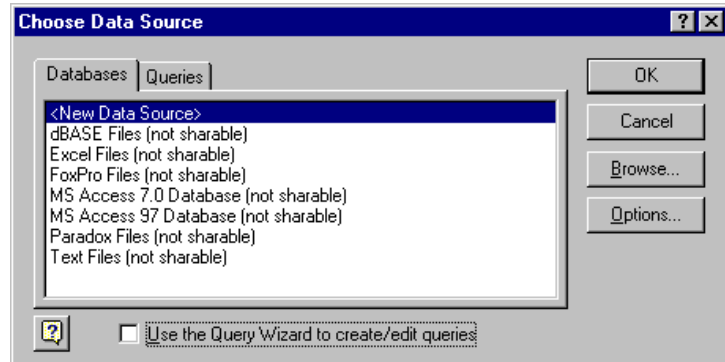 Choose Data Source
Databases
Queries
<New Data Source>
dBASE Files (not sharable)
Excel Files (not sharable)
FoxPro Files (not sharable)
MS Access 7.0 Database (not sharable)
MS Access 97 Database (not sharable)
Paradox Files (not sharable)
Text Files (not sharable)
OK
Cancel
Browse...
Options...
Use the Query Wizard to create/edit queries